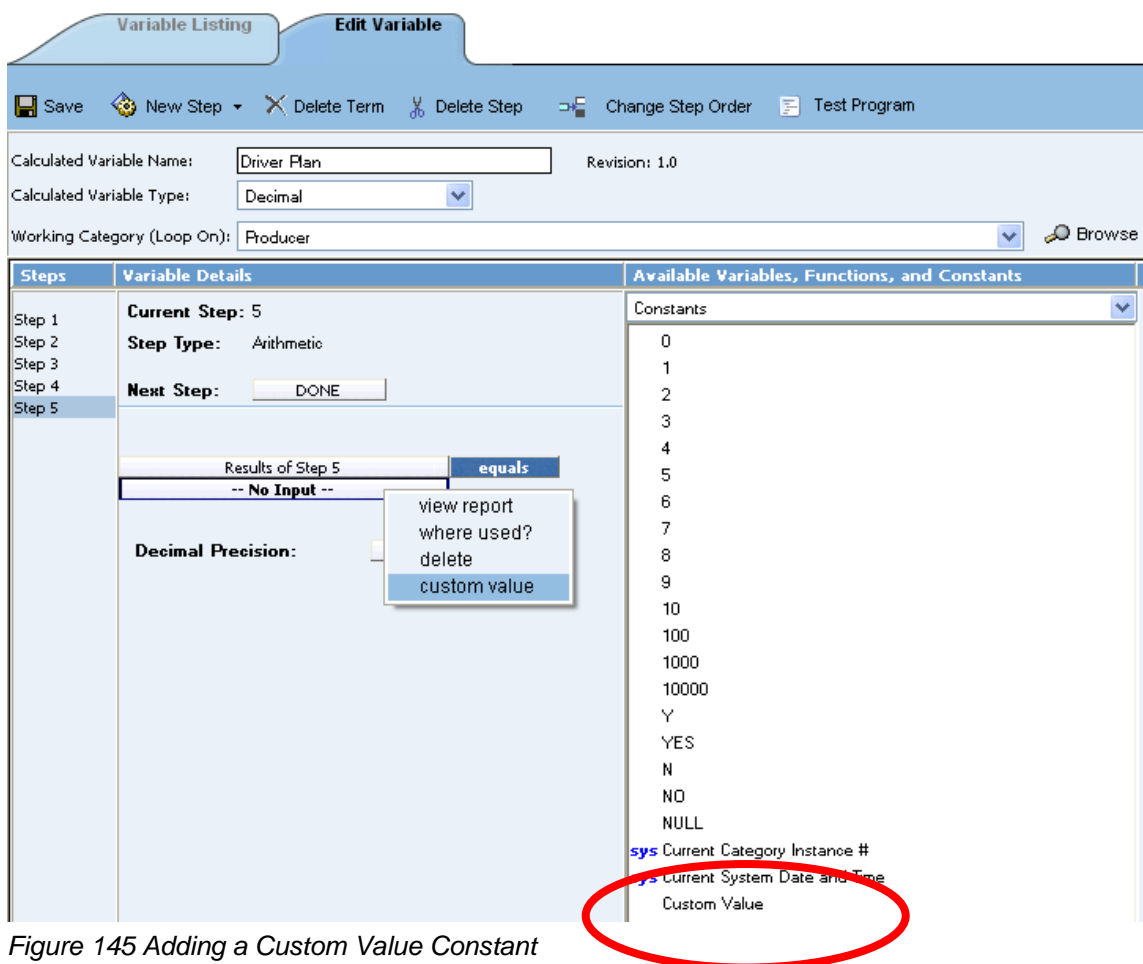 Variable Listing
Edit Variable
Save
New Step
Delete Term
Delete Step
Change Step Order
Test Program
Calculated Variable Name:
Driver Plan
Revision: 1.0
Calculated Variable Type:
Decimal
Working Category (Loop On):
Producer
Browse
Steps
Step 1
Step 2
Step 3
Step 4
Step 5
Variable Details
Current Step: 5
Step Type: Arithmetic
Next Step: DONE
Results of Step 5
equals
-- No Input --
view report
where used?
delete
custom value
Decimal Precision:
Available Variables, Functions, and Constants
Constants
0
1
2
3
4
5
6
7
8
9
10
100
1000
10000
Y
YES
N
NO
NULL
sys Current Category Instance #
sys Current System Date and Time
Custom Value
Figure 145 Adding a Custom Value Constant